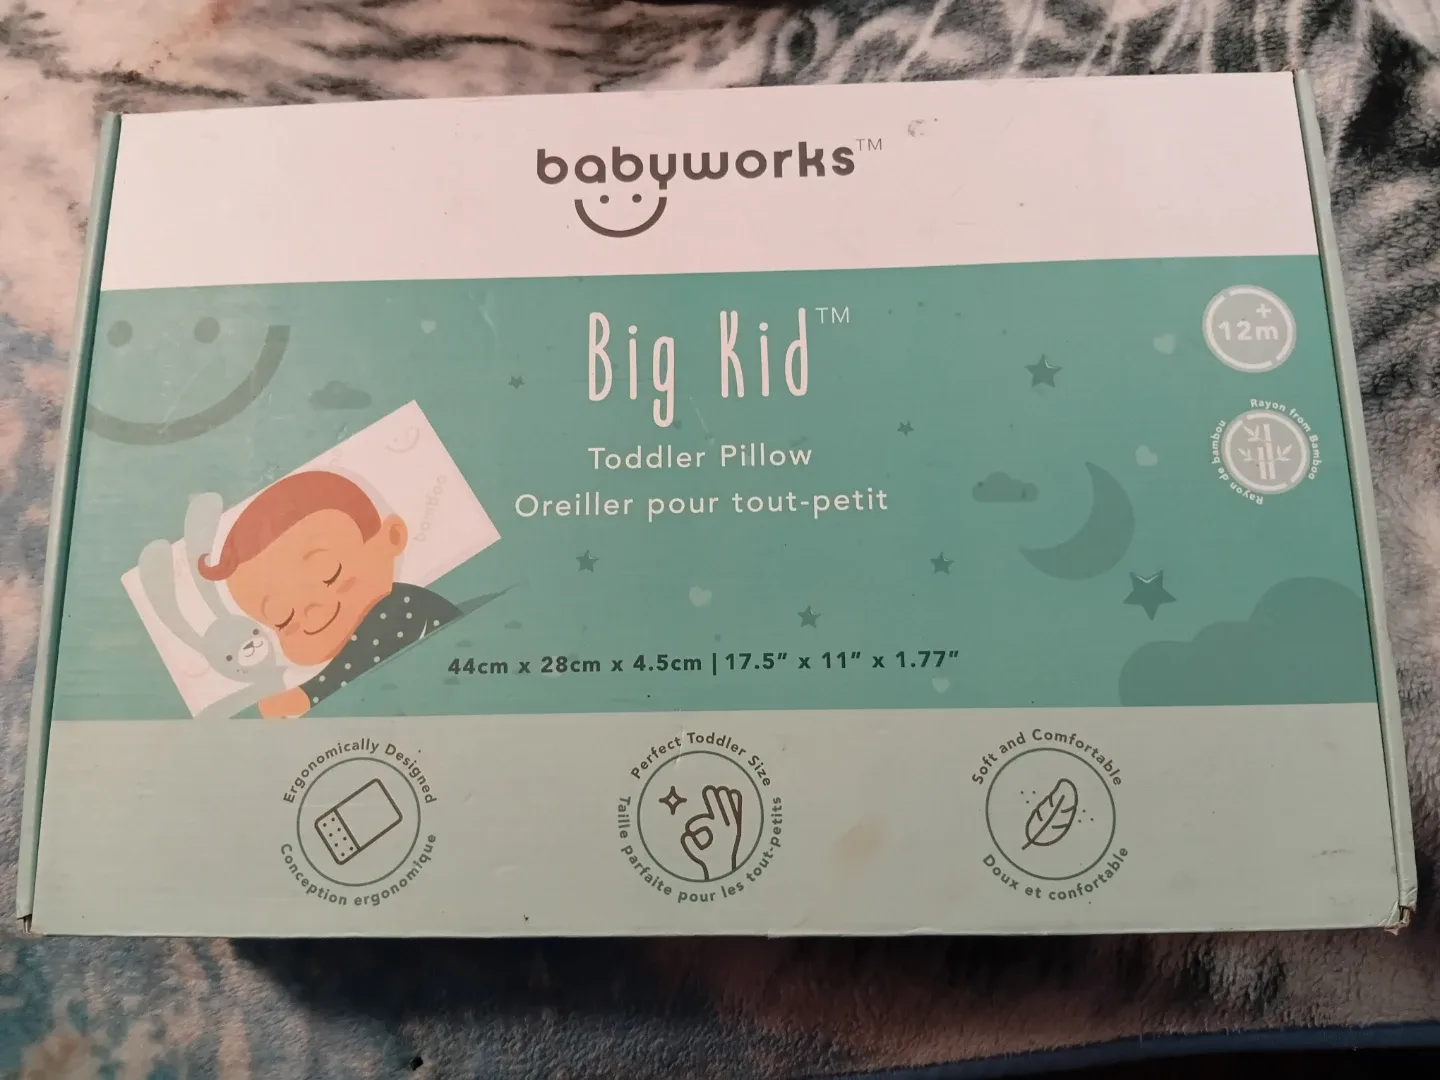 babyworks™
Big Kid™
Toddler Pillow
Oreiller pour tout-petit
12m+
Rayon from Bamboo
Rayon de bambou
bamboo
44cm x 28cm x 4.5cm | 17.5" x 11" x 1.77"
Ergonomically Designed
Conception ergonomique
Perfect Toddler Size
Taille parfaite pour les tout-petits
Soft and Comfortable
Doux et confortable